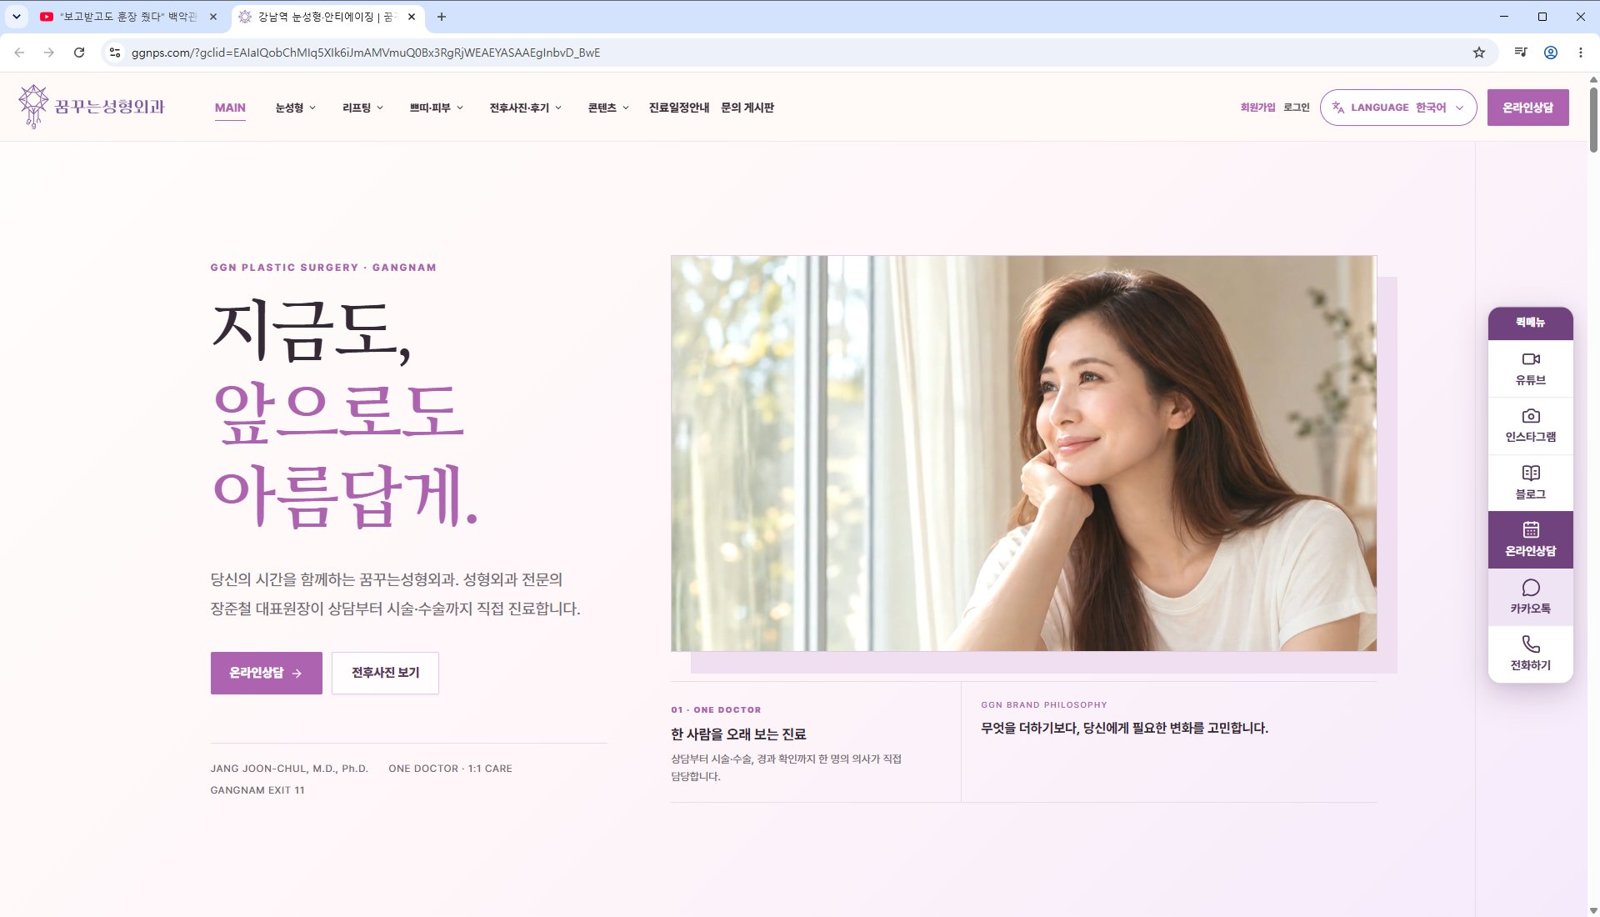 "보고받고도 훈장 줬다" 백악관
강남역 눈성형·안티에이징 | 꿈
ggnps.com/?gclid=EAIaIQobChMIq5XIk6iJmAMVmuQ0Bx3RgRjWEAEYASAAEgInbvD_BwE
꿈꾸는성형외과
MAIN
눈성형
리프팅
쁘띠·피부
전후사진·후기
콘텐츠
진료일정안내
문의 게시판
회원가입
로그인
LANGUAGE 한국어
온라인상담
GGN PLASTIC SURGERY · GANGNAM
지금도,
앞으로도
아름답게.
당신의 시간을 함께하는 꿈꾸는성형외과. 성형외과 전문의
장준철 대표원장이 상담부터 시술·수술까지 직접 진료합니다.
온라인상담 →
전후사진 보기
JANG JOON-CHUL, M.D., Ph.D. ONE DOCTOR · 1:1 CARE
GANGNAM EXIT 11
01 · ONE DOCTOR
한 사람을 오래 보는 진료
상담부터 시술·수술, 경과 확인까지 한 명의 의사가 직접
담당합니다.
GGN BRAND PHILOSOPHY
무엇을 더하기보다, 당신에게 필요한 변화를 고민합니다.
퀵메뉴
유튜브
인스타그램
블로그
온라인상담
카카오톡
전화하기